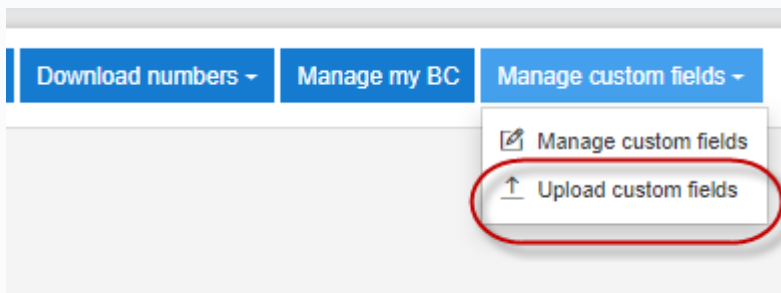 Download numbers
Manage my BC
Manage custom fields
Manage custom fields
Upload custom fields